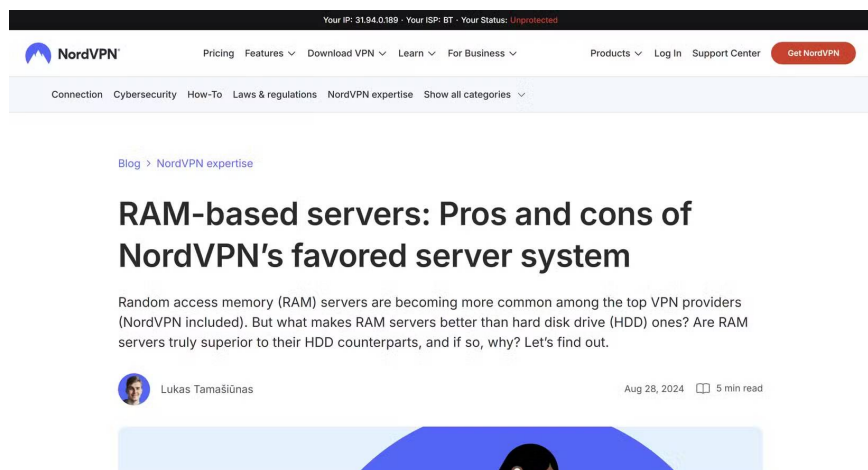 Your IP: 31.94.0.189 · Your ISP: BT · Your Status: Unprotected
NordVPN®
Pricing Features Download VPN Learn For Business Products Log In Support Center Get NordVPN
Connection Cybersecurity How-To Laws & regulations NordVPN expertise Show all categories
Blog > NordVPN expertise
RAM-based servers: Pros and cons of
NordVPN’s favored server system
Random access memory (RAM) servers are becoming more common among the top VPN providers
(NordVPN included). But what makes RAM servers better than hard disk drive (HDD) ones? Are RAM
servers truly superior to their HDD counterparts, and if so, why? Let’s find out.
Lukas Tamašiūnas Aug 28, 2024 5 min read